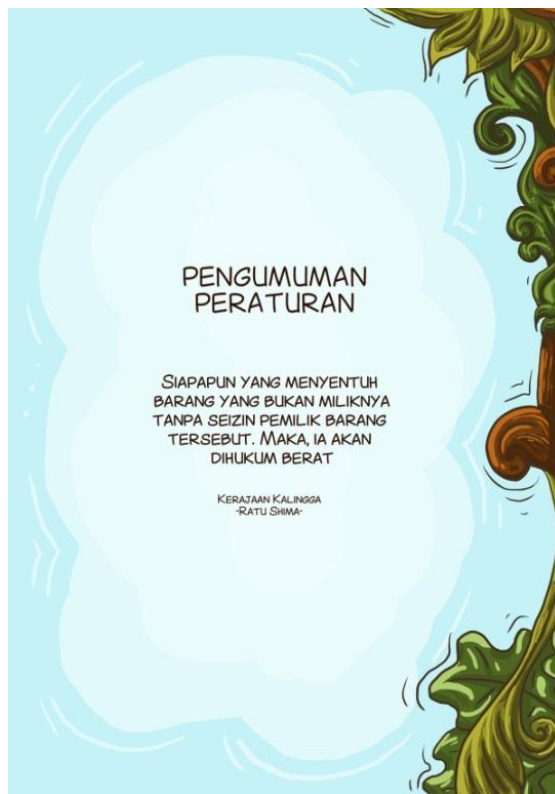 PENGUMUMAN
PERATURAN
SIAPAPUN YANG MENYENTUH
BARANG YANG BUKAN MILIKNYA
TANPA SEIZIN PEMILIK BARANG
TERSEBUT. MAKA, IA AKAN
DIHUKUM BERAT
KERAJAAN KALINGGA
-RATU SHIMA-